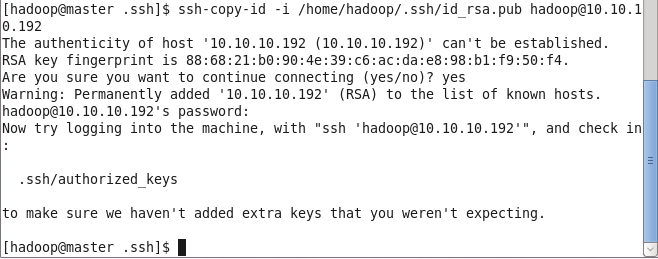 [hadoop@master .ssh]$ ssh-copy-id -i /home/hadoop/.ssh/id_rsa.pub hadoop@10.10.1
0.192
The authenticity of host '10.10.10.192 (10.10.10.192)' can't be established.
RSA key fingerprint is 88:68:21:b0:90:4e:39:c6:ac:da:e8:98:b1:f9:50:f4.
Are you sure you want to continue connecting (yes/no)? yes
Warning: Permanently added '10.10.10.192' (RSA) to the list of known hosts.
hadoop@10.10.10.192's password:
Now try logging into the machine, with "ssh 'hadoop@10.10.10.192'", and check in
:
.ssh/authorized_keys
to make sure we haven't added extra keys that you weren't expecting.
[hadoop@master .ssh]$